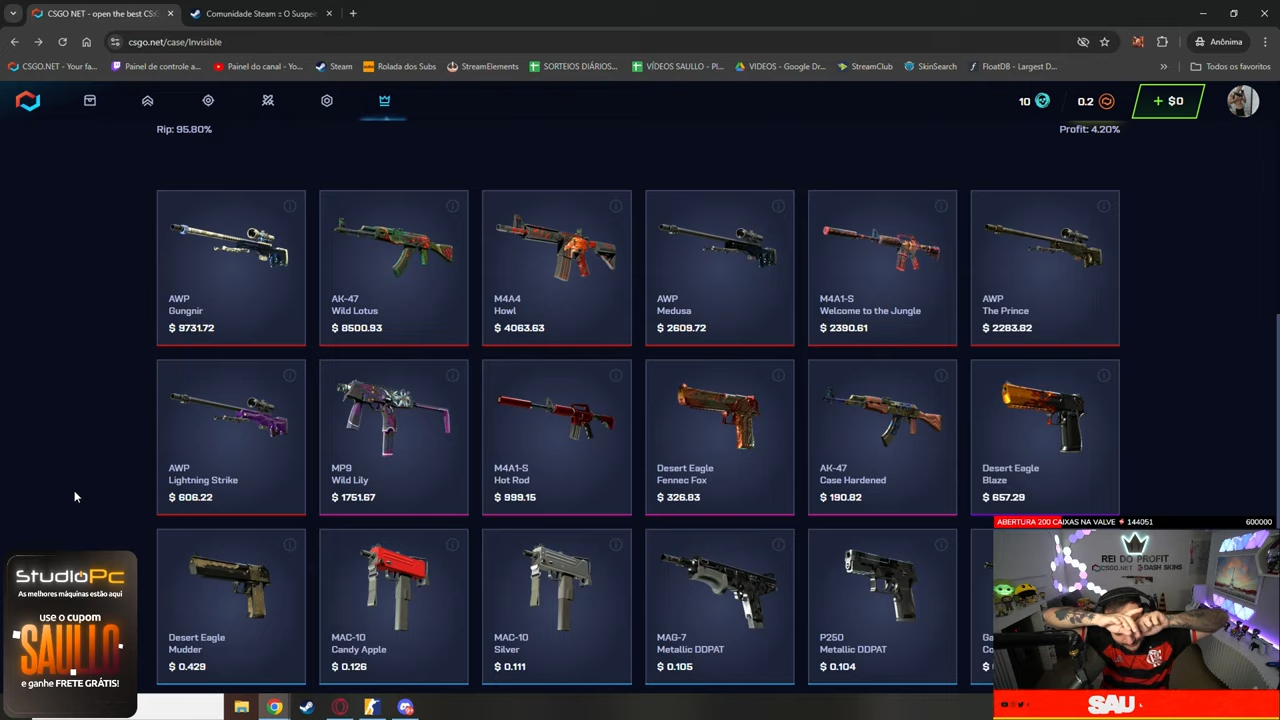 CSGO.NET - open the best CS:G
Comunidade Steam :: O Suspeit
csgo.net/case/Invisible
Anônima
CSGO.NET - Your fa...
Painel de controle a...
Painel do canal - Yo...
Steam
Rolada dos Subs
StreamElements
SORTEIOS DIÁRIOS...
VÍDEOS SAULLO - Pl...
VIDEOS - Google Dr...
StreamClub
SkinSearch
FloatDB - Largest D...
Todos os favoritos
10
0.2
+ $0
Rip: 95.80%
Profit: 4.20%
AWP
Gungnir
$ 9731.72
AK-47
Wild Lotus
$ 8500.93
M4A4
Howl
$ 4063.63
AWP
Medusa
$ 2609.72
M4A1-S
Welcome to the Jungle
$ 2390.61
AWP
The Prince
$ 2283.82
AWP
Lightning Strike
$ 606.22
MP9
Wild Lily
$ 1751.67
M4A1-S
Hot Rod
$ 999.15
Desert Eagle
Fennec Fox
$ 326.83
AK-47
Case Hardened
$ 190.82
Desert Eagle
Blaze
$ 657.29
Desert Eagle
Mudder
$ 0.429
MAC-10
Candy Apple
$ 0.126
MAC-10
Silver
$ 0.111
MAG-7
Metallic DDPAT
$ 0.105
P250
Metallic DDPAT
$ 0.104
Ga
Co
$
StudioPc
As melhores máquinas estão aqui
use o cupom
SAULLO
e ganhe FRETE GRÁTIS!
ABERTURA 200 CAIXAS NA VALVE
144051
600000
REI DO PROFIT
CSGO.NET
DASH SKINS
SAU